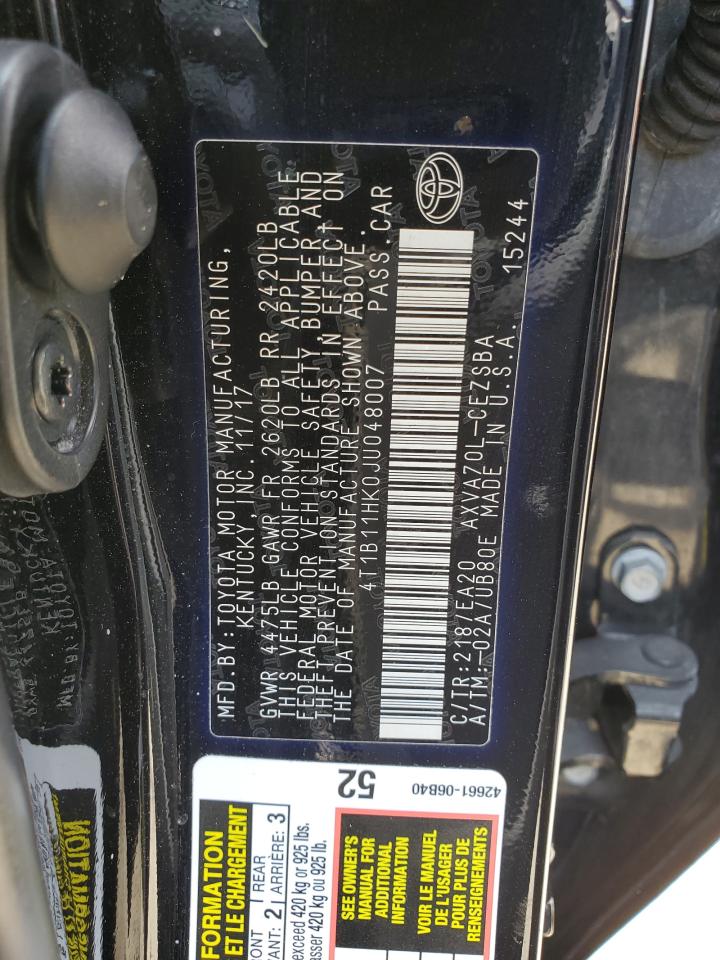 MFD.BY:TOYOTA MOTOR MANUFACTURING,
KENTUCKY, INC. 11/17
GVWR 4475LB GAWR FR 2620LB RR 2420LB
THIS VEHICLE CONFORMS TO ALL APPLICABLE
FEDERAL MOTOR VEHICLE SAFETY, BUMPER AND
THEFT PREVENTION STANDARDS IN EFFECT ON
THE DATE OF MANUFACTURE SHOWN ABOVE.
4T1B11HK0JU048007 PASS.CAR
C/TR:218/EA20 AXVA70L-CEZSBA
A/TM:-02A/UB80E MADE IN U.S.A. 15244
52
42661-06B40
FORMATION
ET LE CHARGEMENT
REAR
2 ARRIÈRE: 3
exceed 420 kg or 925 lbs.
420 kg ou 925 lb.
SEE OWNER'S
MANUAL FOR
ADDITIONAL
INFORMATION
VOIR LE MANUEL
DE L'USAGER
POUR PLUS DE
RENSEIGNEMENTS